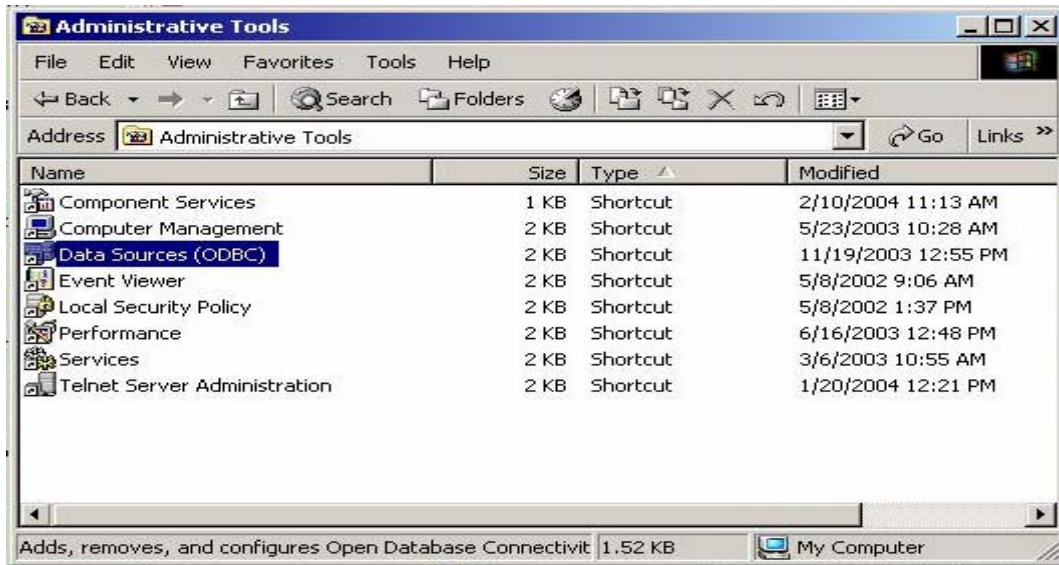 Administrative Tools
File Edit View Favorites Tools Help
Back Search Folders
Address Administrative Tools Go Links »
Name Size Type Modified
Component Services 1 KB Shortcut 2/10/2004 11:13 AM
Computer Management 2 KB Shortcut 5/23/2003 10:28 AM
Data Sources (ODBC) 2 KB Shortcut 11/19/2003 12:55 PM
Event Viewer 2 KB Shortcut 5/8/2002 9:06 AM
Local Security Policy 2 KB Shortcut 5/8/2002 1:37 PM
Performance 2 KB Shortcut 6/16/2003 12:48 PM
Services 2 KB Shortcut 3/6/2003 10:55 AM
Telnet Server Administration 2 KB Shortcut 1/20/2004 12:21 PM
Adds, removes, and configures Open Database Connectivit 1.52 KB My Computer